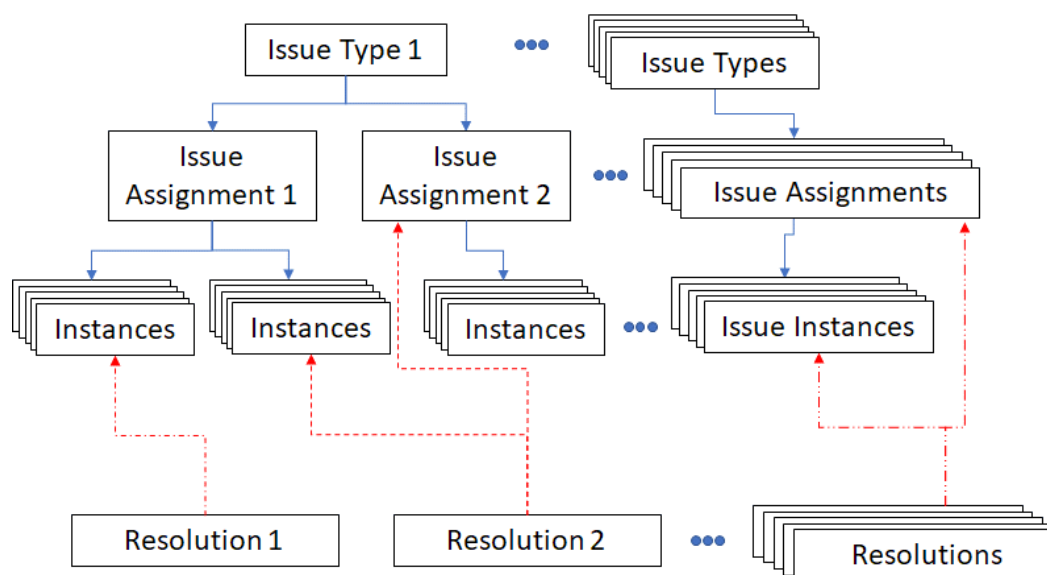 Issue Type 1
Issue Types
Issue
Assignment 1
Issue
Assignment 2
Issue Assignments
Instances
Instances
Instances
Issue Instances
Resolution 1
Resolution 2
Resolutions